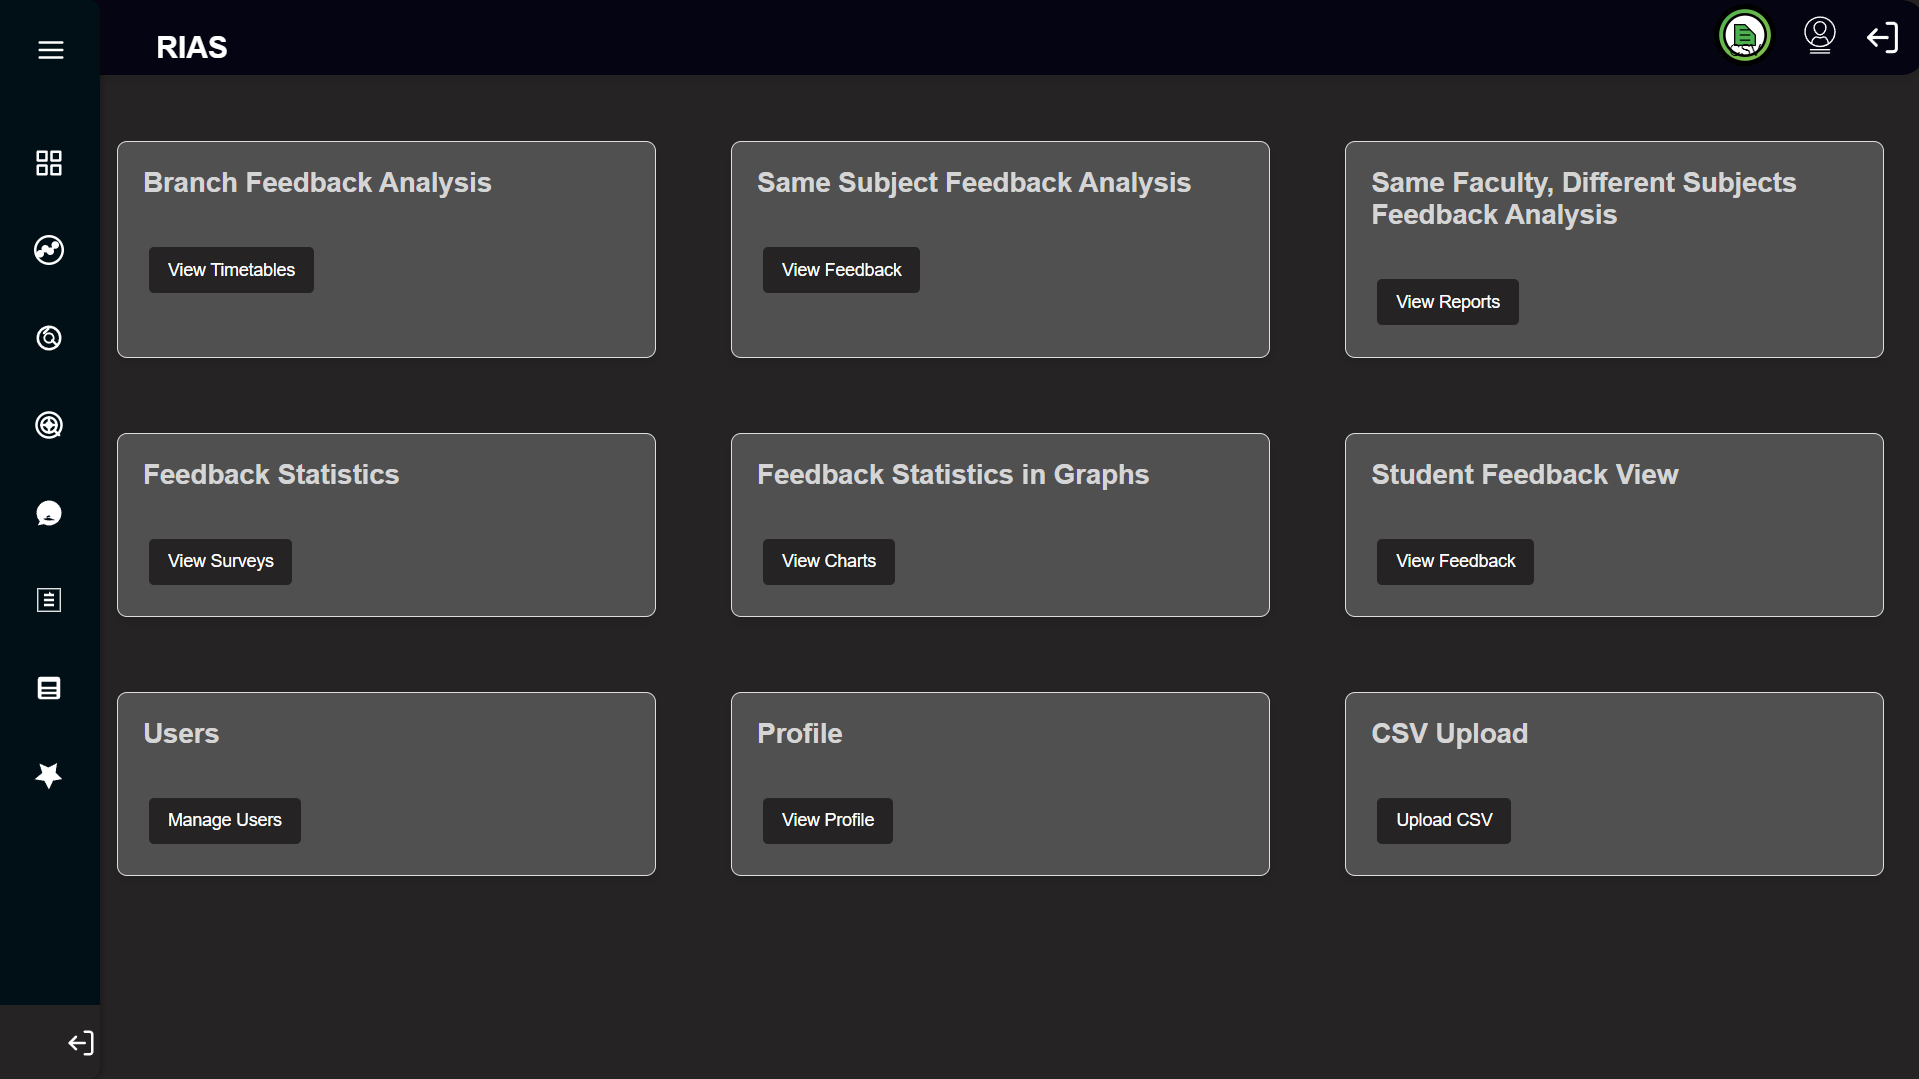 RIAS
CSV
Branch Feedback Analysis
View Timetables
Same Subject Feedback Analysis
View Feedback
Same Faculty, Different Subjects
Feedback Analysis
View Reports
Feedback Statistics
View Surveys
Feedback Statistics in Graphs
View Charts
Student Feedback View
View Feedback
Users
Manage Users
Profile
View Profile
CSV Upload
Upload CSV